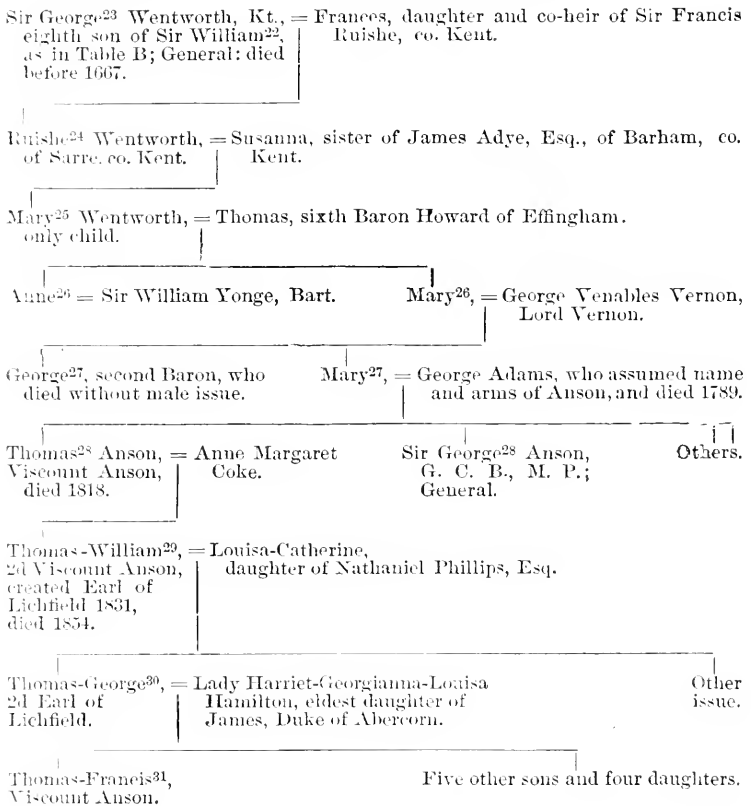 Sir George²³ Wentworth, Kt., = Frances, daughter and co-heir of Sir Francis
eighth son of Sir William²², Ruishe, co. Kent.
as in Table B; General: died
before 1667.
Ruishe²⁴ Wentworth, = Susanna, sister of James Adye, Esq., of Barham, co.
of Sarre, co. Kent. Kent.
Mary²⁵ Wentworth, = Thomas, sixth Baron Howard of Effingham.
only child.
Anne²⁶ = Sir William Yonge, Bart. Mary²⁶, = George Venables Vernon,
Lord Vernon.
George²⁷, second Baron, who Mary²⁷, = George Adams, who assumed name
died without male issue. and arms of Anson, and died 1789.
Thomas²⁸ Anson, = Anne Margaret Sir George²⁸ Anson, Others.
Viscount Anson, Coke. G. C. B., M. P.;
died 1818. General.
Thomas-William²⁹, = Louisa-Catherine,
2d Viscount Anson, daughter of Nathaniel Phillips, Esq.
created Earl of
Lichfield 1831,
died 1854.
Thomas-George³⁰, = Lady Harriet-Georgianna-Louisa Other
2d Earl of Hamilton, eldest daughter of issue.
Lichfield. James, Duke of Abercorn.
Thomas-Francis³¹, Five other sons and four daughters.
Viscount Anson.